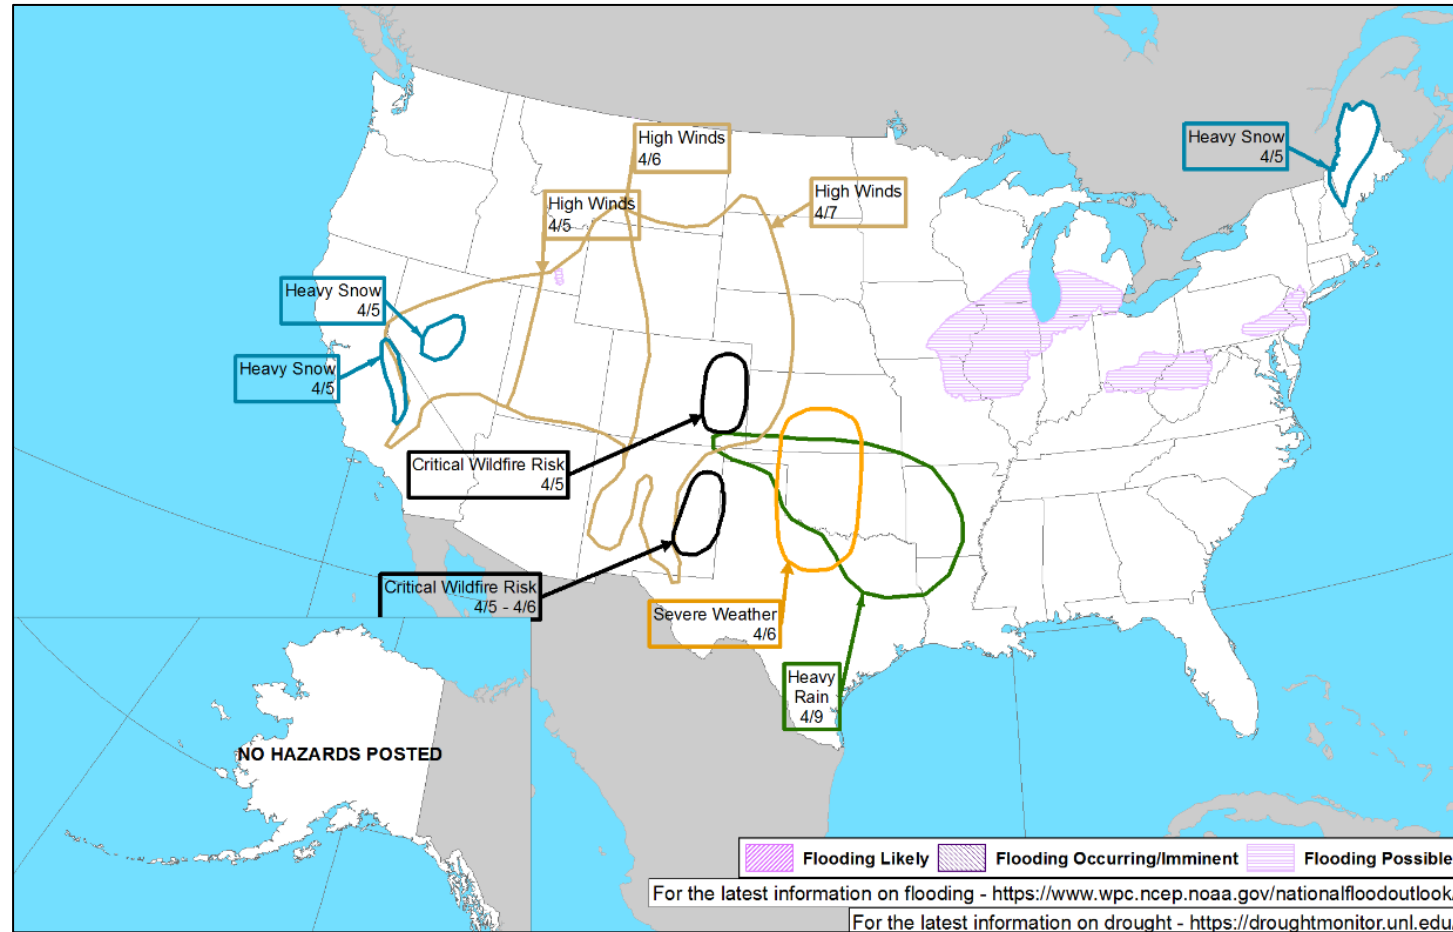 High Winds
4/6
Heavy Snow
4/5
High Winds
4/7
High Winds
4/5
Heavy Snow
4/5
Heavy Snow
4/5
Critical Wildfire Risk
4/5
Critical Wildfire Risk
4/5 - 4/6
Severe Weather
4/6
Heavy
Rain
4/9
NO HAZARDS POSTED
Flooding Likely
Flooding Occurring/Imminent
Flooding Possible
For the latest information on flooding - https://www.wpc.ncep.noaa.gov/nationalfloodoutlook/
For the latest information on drought - https://droughtmonitor.unl.edu/